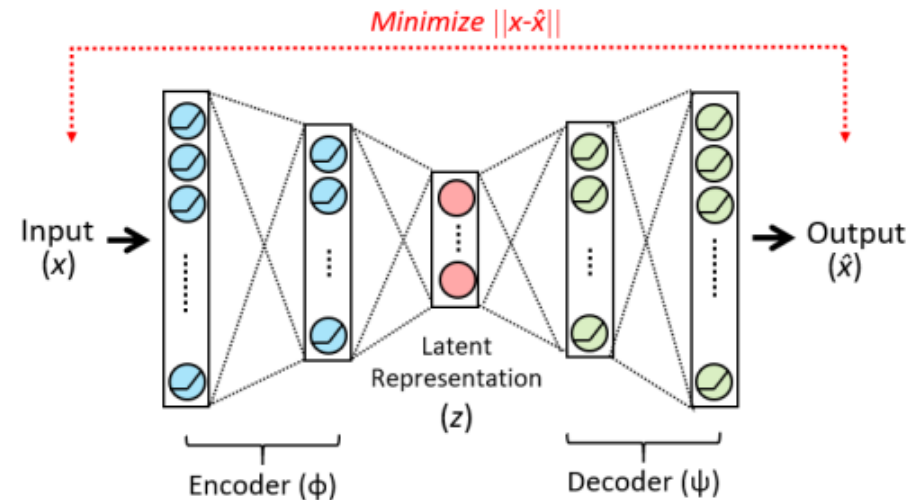 Minimize ||x-x̂||
Input
(x)
Output
(x̂)
Latent
Representation
(z)
Encoder (ϕ)
Decoder (ψ)